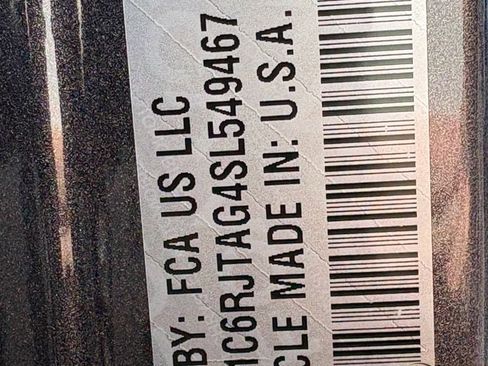 BY: FCA US LLC
1C6RJTAG4SL549467
CLE MADE IN: U.S.A.